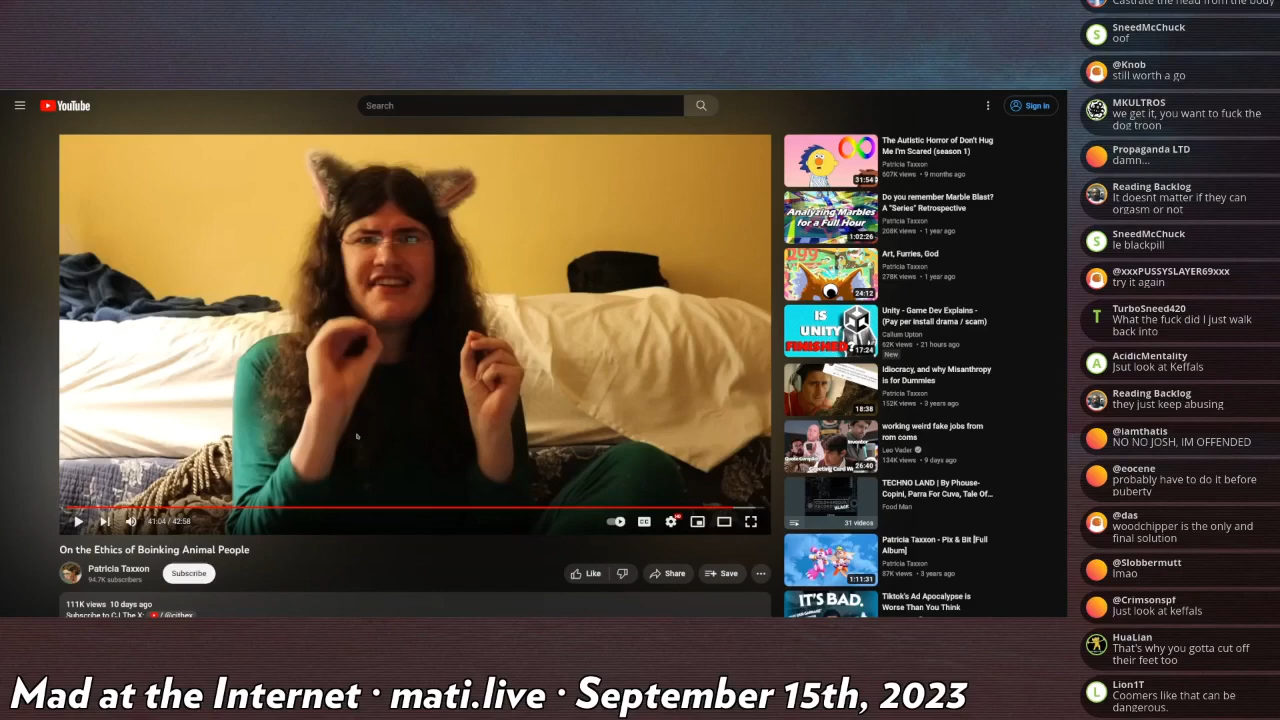 YouTube
Search
Sign in
41:04 / 42:58
On the Ethics of Boinking Animal People
Patricia Taxxon
94.7K subscribers
Subscribe
Like
Share
Save
111K views 10 days ago
Subscribe to CJ The X: / @cjthex
31:54
The Autistic Horror of Don't Hug
Me I'm Scared (season 1)
Patricia Taxxon
607K views • 9 months ago
Analyzing Marbles
for a Full Hour
1:02:26
Do you remember Marble Blast?
A "Series" Retrospective
Patricia Taxxon
208K views • 1 year ago
299
24:12
Art, Furries, God
Patricia Taxxon
278K views • 1 year ago
IS
UNITY
FINISHED?
17:24
Unity - Game Dev Explains -
(Pay per install drama / scam)
Callum Upton
62K views • 21 hours ago
New
18:38
Idiocracy, and why Misanthropy
is for Dummies
Patricia Taxxon
152K views • 3 years ago
26:40
working weird fake jobs from
rom coms
Leo Vader
134K views • 9 days ago
31 videos
TECHNO LAND | By Phouse-
Copini, Parra For Cuva, Tale Of...
Food Man
1:11:31
Patricia Taxxon - Pix & Bit [Full
Album]
Patricia Taxxon
87K views • 3 years ago
IT'S BAD.
Tiktok's Ad Apocalypse is
Worse Than You Think
Castrate the head from the body
SneedMcChuck
oof
@Knob
still worth a go
MKULTROS
we get it, you want to fuck the
dog troon
Propaganda LTD
damn...
Reading Backlog
It doesnt matter if they can
orgasm or not
SneedMcChuck
le blackpill
@xxxPUSSYSLAYER69xxx
try it again
TurboSneed420
What the fuck did I just walk
back into
AcidicMentality
Jsut look at Keffals
Reading Backlog
they just keep abusing
@iamthatis
NO NO JOSH, IM OFFENDED
@eocene
probably have to do it before
puberty
@das
woodchipper is the only and
final solution
@Slobbermutt
lmao
@Crimsonspf
Just look at keffals
HuaLian
That's why you gotta cut off
their feet too
Lion1T
Coomers like that can be
dangerous.
Mad at the Internet · mati.live · September 15th, 2023